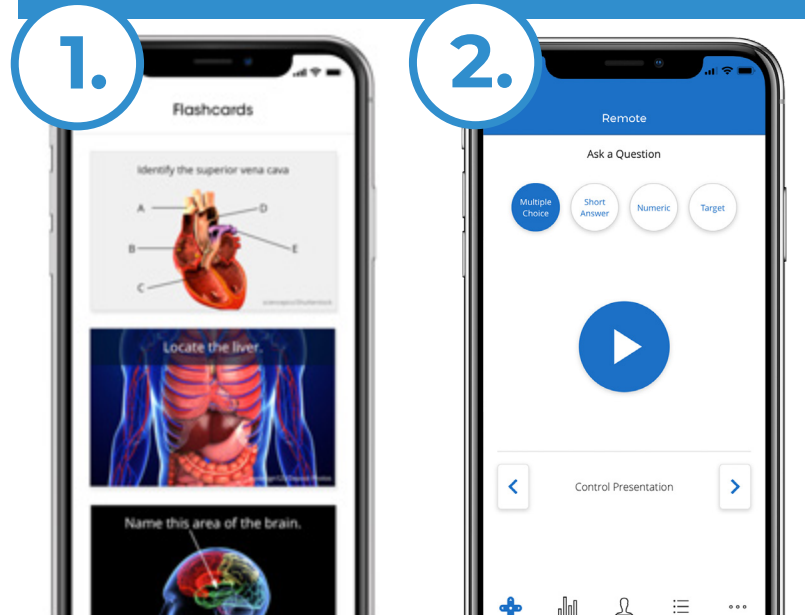 1.
Flashcards
Identify the superior vena cava
A
D
B
E
C
Locate the liver.
Name this area of the brain.
2.
Remote
Ask a Question
Multiple
Choice
Short
Answer
Numeric
Target
Control Presentation